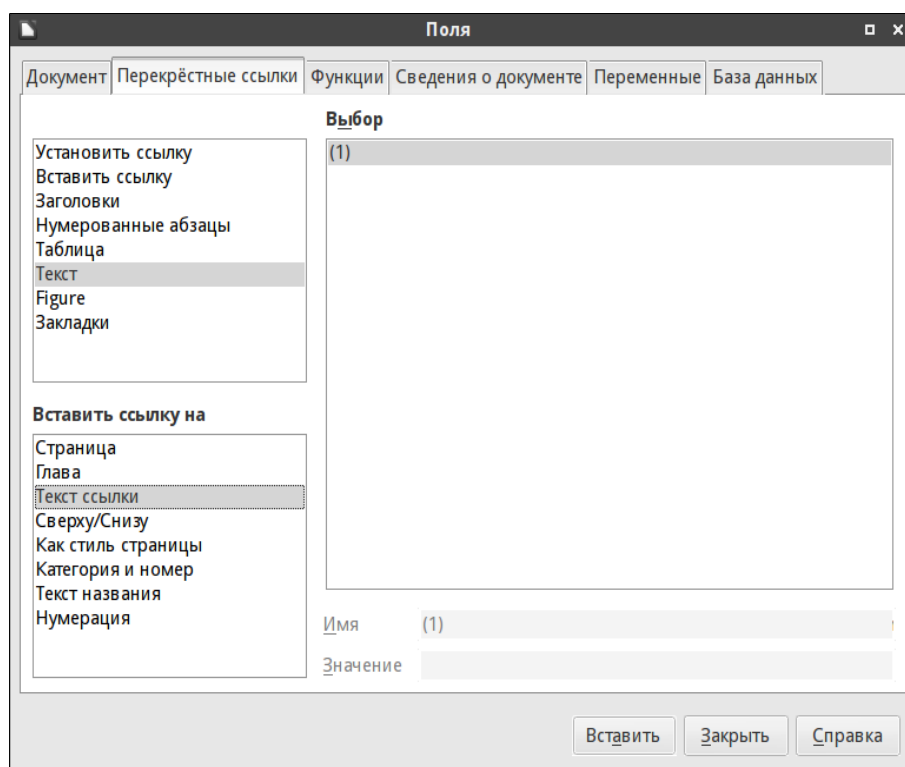 Поля
Документ Перекрёстные ссылки Функции Сведения о документе Переменные База данных
Установить ссылку
Вставить ссылку
Заголовки
Нумерованные абзацы
Таблица
Текст
Figure
Закладки
Вставить ссылку на
Страница
Глава
Текст ссылки
Сверху/Снизу
Как стиль страницы
Категория и номер
Текст названия
Нумерация
Выбор
(1)
Имя (1)
Значение
Вставить Закрыть Справка